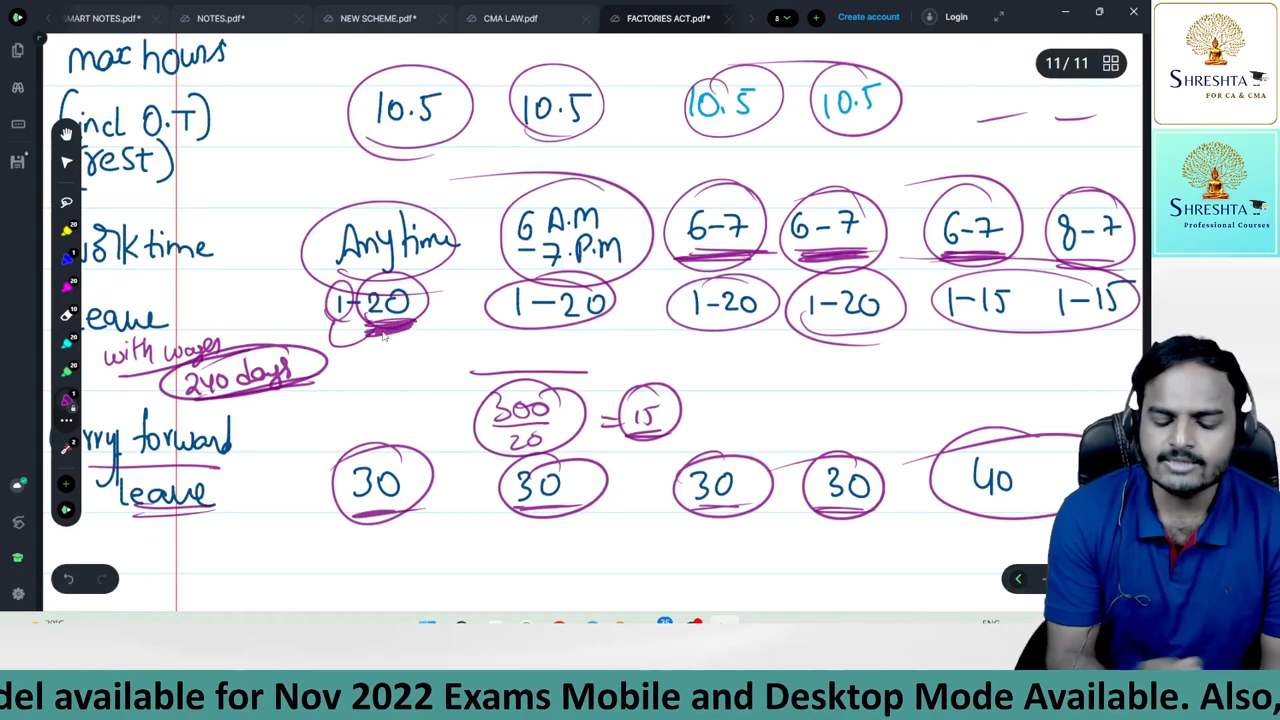 SMART NOTES.pdf*
NOTES.pdf*
NEW SCHEME.pdf*
CMA LAW.pdf
FACTORIES ACT.pdf*
8
Create account
Login
11/11
max hours
(incl O.T)
(rest)
10.5 10.5 10.5 10.5
work time
Anytime
6 A.M
– 7. P.M
6-7 6-7 6-7 8-7
Leave
1-20 1-20 1-20 1-20 1-15 1-15
with wages
240 days
300
20
= 15
rry forward
leave
30 30 30 30 40
ENG
SHRESHTA
FOR CA & CMA
SHRESHTA
Professional Courses
del available for Nov 2022 Exams Mobile and Desktop Mode Available. Also,